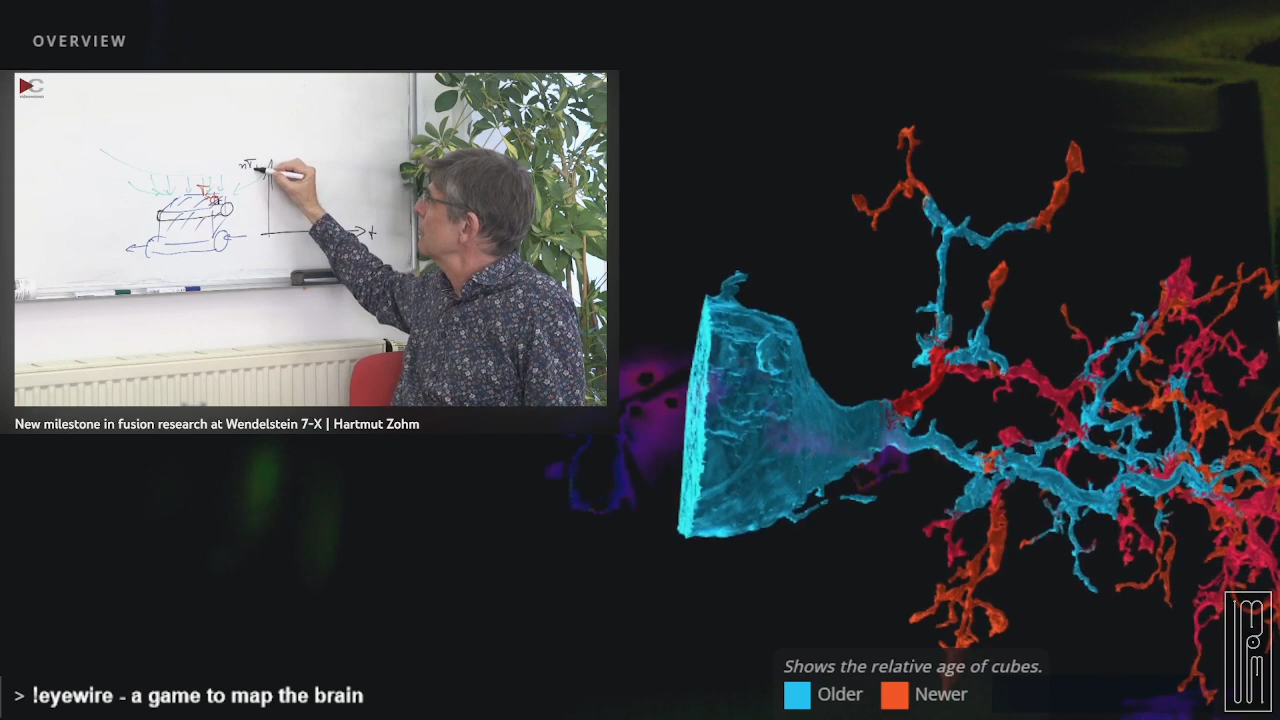 OVERVIEW
nT
t
New milestone in fusion research at Wendelstein 7-X | Hartmut Zohm
> !eyewire - a game to map the brain
Shows the relative age of cubes.
Older
Newer